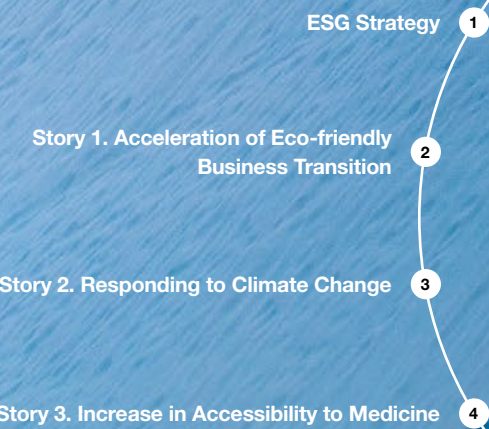 ESG Strategy 1
Story 1. Acceleration of Eco-friendly
Business Transition
2
Story 2. Responding to Climate Change 3
Story 3. Increase in Accessibility to Medicine 4